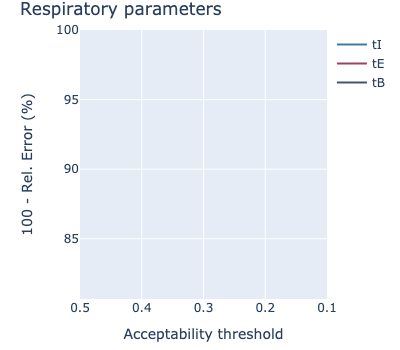 Respiratory parameters
100
95
90
85
100 - Rel. Error (%)
0.5 0.4 0.3 0.2 0.1
Acceptability threshold
tI
tE
tB